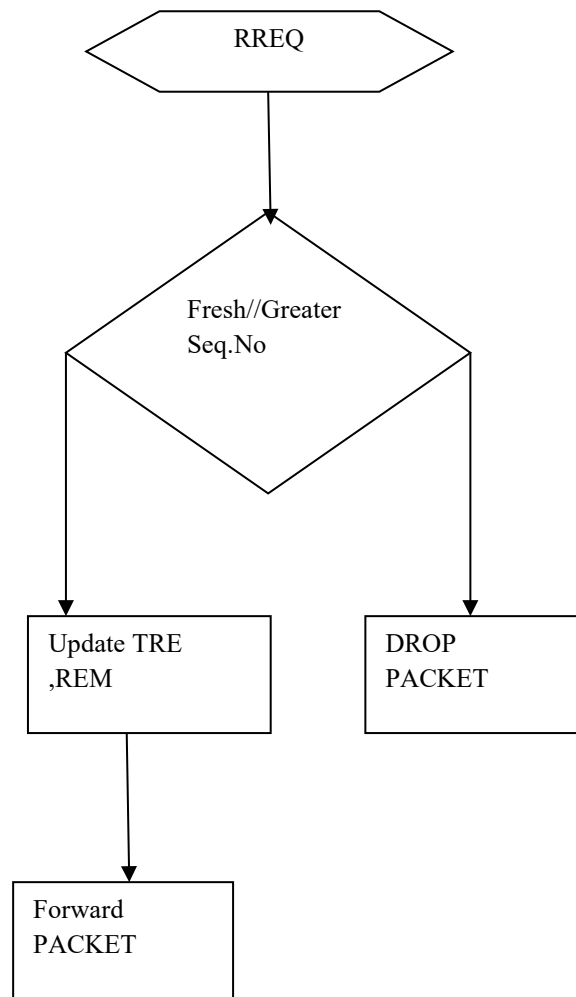 RREQ
Fresh//Greater
Seq.No
Update TRE
,REM
DROP
PACKET
Forward
PACKET